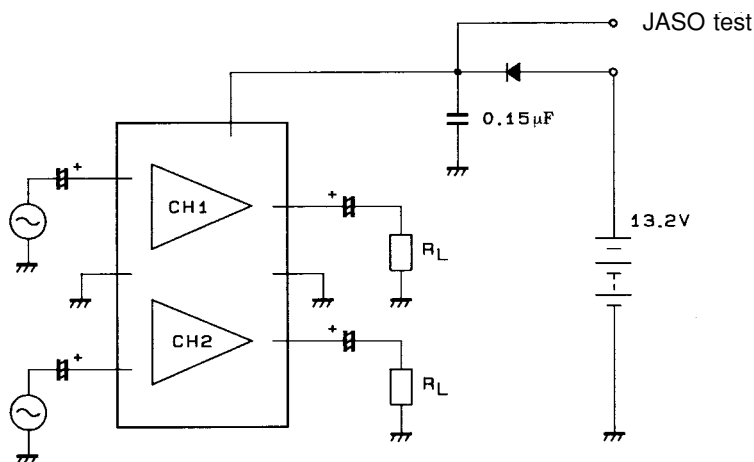 JASO test
0.15μF
+
CH1
+
13.2V
RL
+
CH2
+
RL